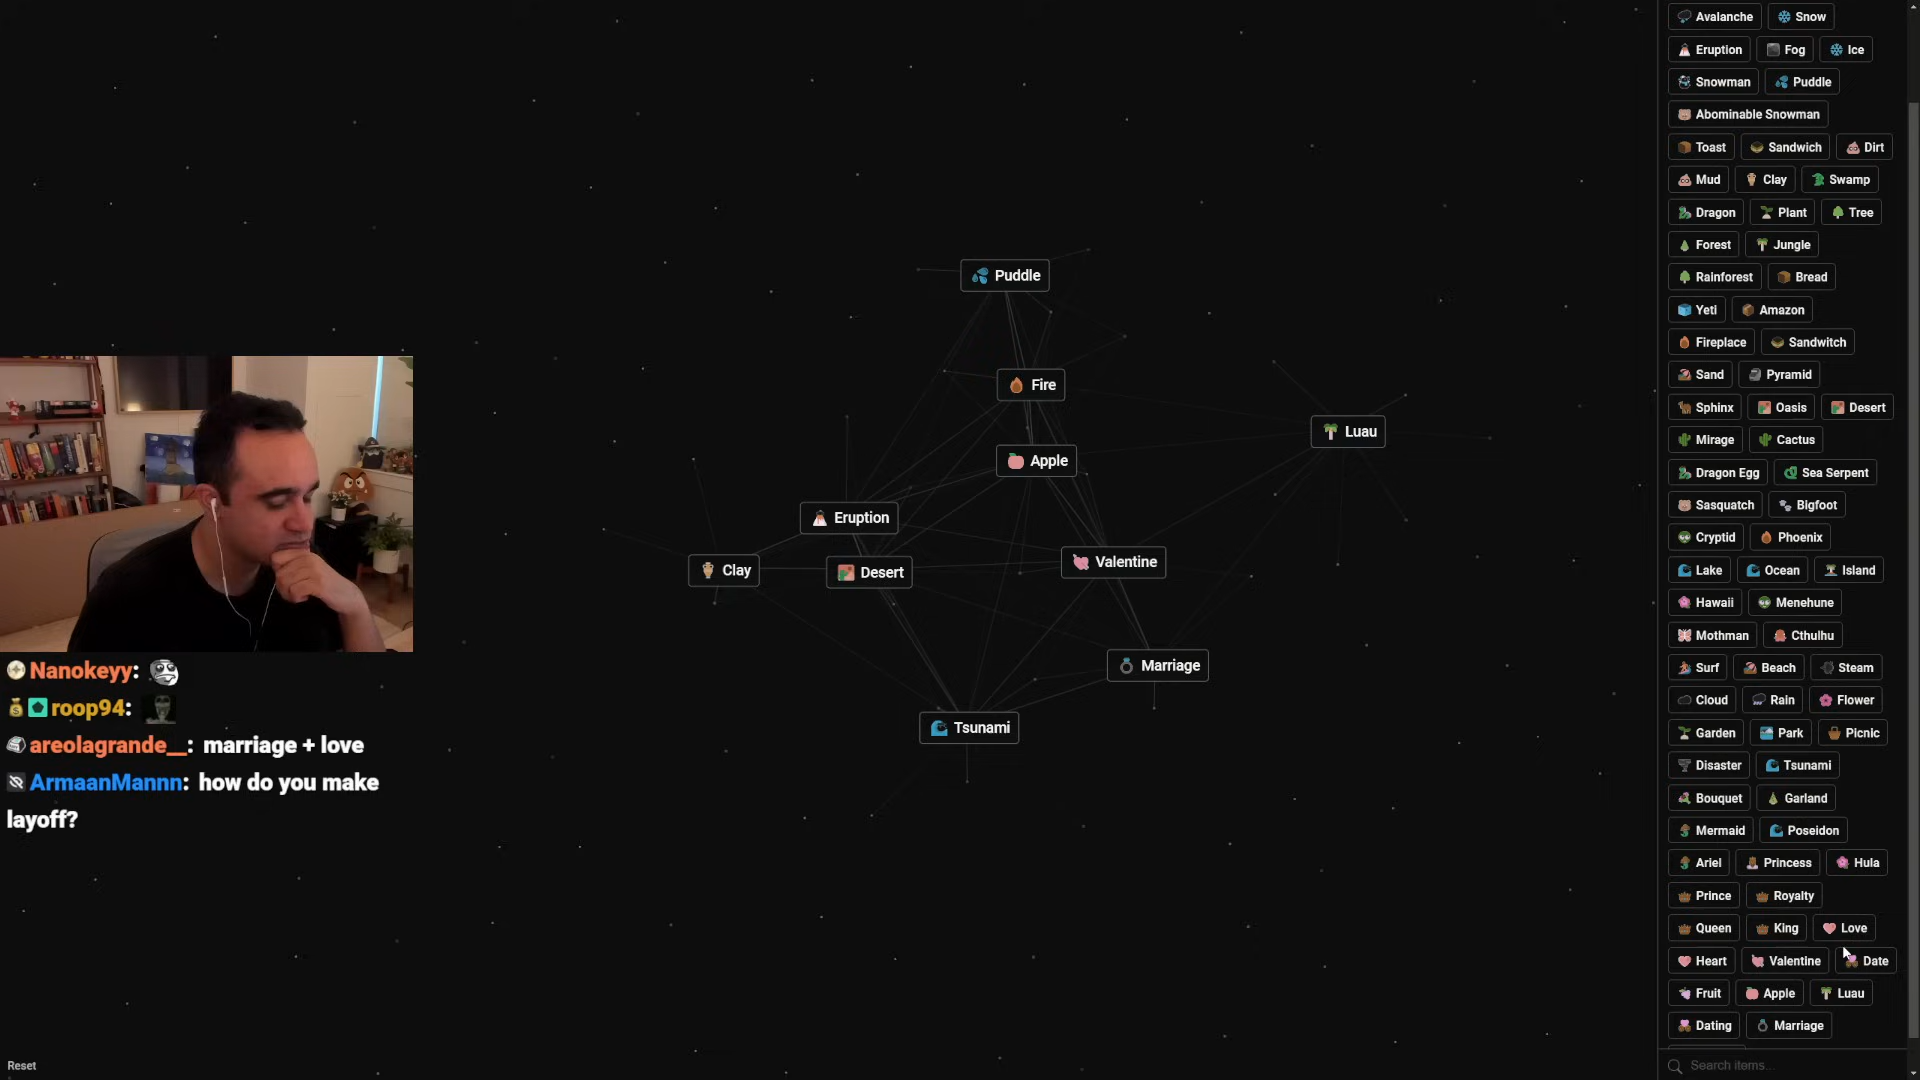 Puddle
Fire
Luau
Apple
Eruption
Valentine
Clay
Desert
Marriage
Tsunami
Nanokeyy:
roop94:
areolagrande__: marriage + love
ArmaanMannn: how do you make
layoff?
Reset
Avalanche Snow
Eruption Fog Ice
Snowman Puddle
Abominable Snowman
Toast Sandwich Dirt
Mud Clay Swamp
Dragon Plant Tree
Forest Jungle
Rainforest Bread
Yeti Amazon
Fireplace Sandwitch
Sand Pyramid
Sphinx Oasis Desert
Mirage Cactus
Dragon Egg Sea Serpent
Sasquatch Bigfoot
Cryptid Phoenix
Lake Ocean Island
Hawaii Menehune
Mothman Cthulhu
Surf Beach Steam
Cloud Rain Flower
Garden Park Picnic
Disaster Tsunami
Bouquet Garland
Mermaid Poseidon
Ariel Princess Hula
Prince Royalty
Queen King Love
Heart Valentine Date
Fruit Apple Luau
Dating Marriage
Search items...